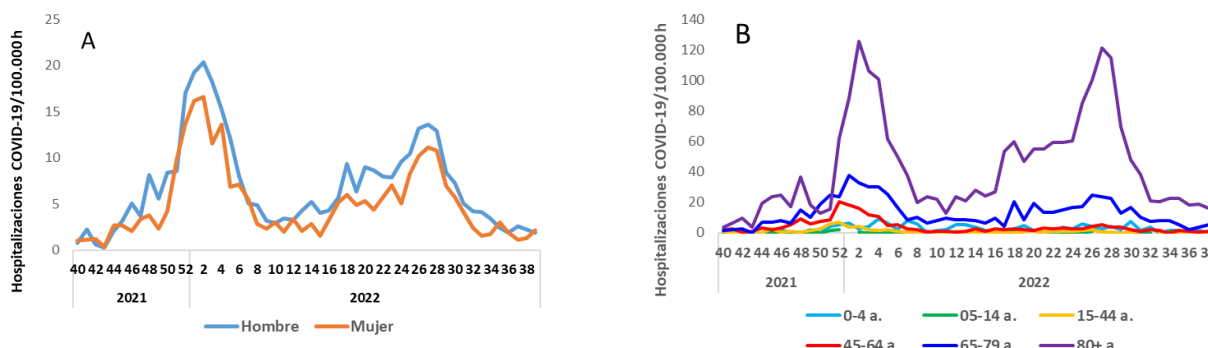 Hospitalizaciones COVID-19/100.000h
A
25
20
15
10
5
0
40 42 44 46 48 50 52 2 4 6 8 10 12 14 16 18 20 22 24 26 28 30 32 34 36 38
2021 2022
Hombre Mujer
Hospitalizaciones COVID-19/100.000h
B
140
120
100
80
60
40
20
0
40 42 44 46 48 50 52 2 4 6 8 10 12 14 16 18 20 22 24 26 28 30 32 34 36
2021 2022
0-4 a. 05-14 a. 15-44 a.
45-64 a. 65-79 a. 80+ a.